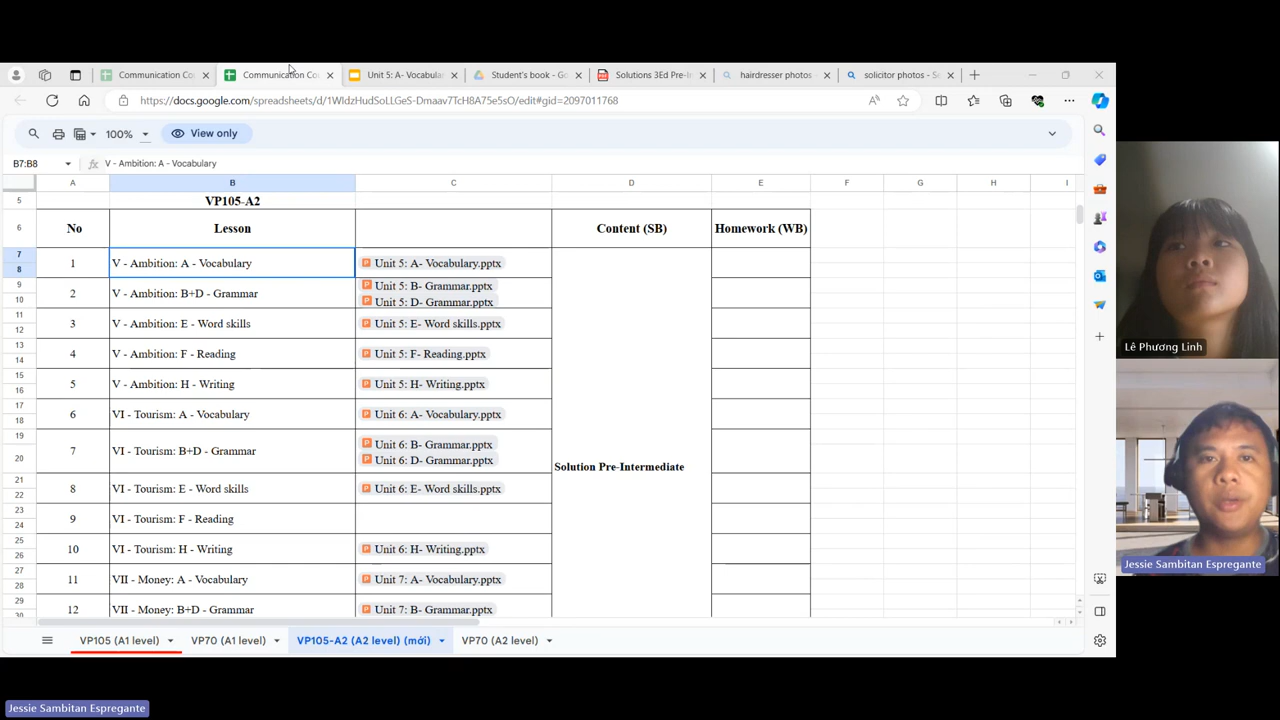 Communication Co
Communication Co
Unit 5: A- Vocabula
Student's book - Go
Solutions 3Ed Pre-In
hairdresser photos -
solicitor photos - Se
https://docs.google.com/spreadsheets/d/1WldzHudSoLLGeS-Dmaav7TcH8A75e5sO/edit#gid=2097011768
100%
View only
B7:B8
V - Ambition: A - Vocabulary
A B C D E F G H I
5 VP105-A2
6 No Lesson Content (SB) Homework (WB)
7
8
1 V - Ambition: A - Vocabulary Unit 5: A- Vocabulary.pptx
9
10
2 V - Ambition: B+D - Grammar Unit 5: B- Grammar.pptx
Unit 5: D- Grammar.pptx
11
12
3 V - Ambition: E - Word skills Unit 5: E- Word skills.pptx
13
14
4 V - Ambition: F - Reading Unit 5: F- Reading.pptx
15
16
5 V - Ambition: H - Writing Unit 5: H- Writing.pptx
17
18
6 VI - Tourism: A - Vocabulary Unit 6: A- Vocabulary.pptx
19
20
7 VI - Tourism: B+D - Grammar Unit 6: B- Grammar.pptx
Unit 6: D- Grammar.pptx
Solution Pre-Intermediate
21
22
8 VI - Tourism: E - Word skills Unit 6: E- Word skills.pptx
23
24
9 VI - Tourism: F - Reading
25
26
10 VI - Tourism: H - Writing Unit 6: H- Writing.pptx
27
28
11 VII - Money: A - Vocabulary Unit 7: A- Vocabulary.pptx
29
30
12 VII - Money: B+D - Grammar Unit 7: B- Grammar.pptx
VP105 (A1 level) VP70 (A1 level) VP105-A2 (A2 level) (mới) VP70 (A2 level)
Lê Phương Linh
Jessie Sambitan Espregante
Jessie Sambitan Espregante